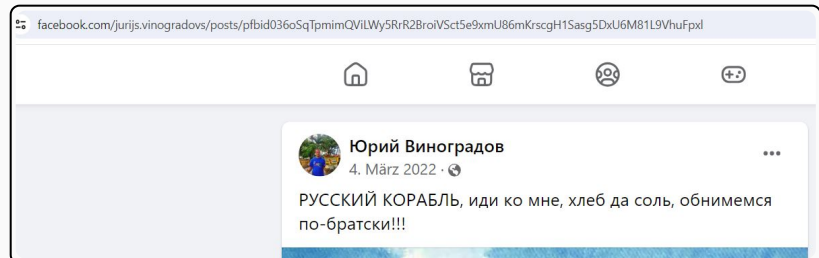 facebook.com/jurijs.vinogradovs/posts/pfbid036oSqTpmimQViLWy5RrR2BroiVSct5e9xmU86mKrscgH1Sasg5DxU6M81L9VhuFpxl
Юрий Виноградов
4. März 2022 ·
РУССКИЙ КОРАБЛЬ, иди ко мне, хлеб да соль, обнимемся
по-братски!!!